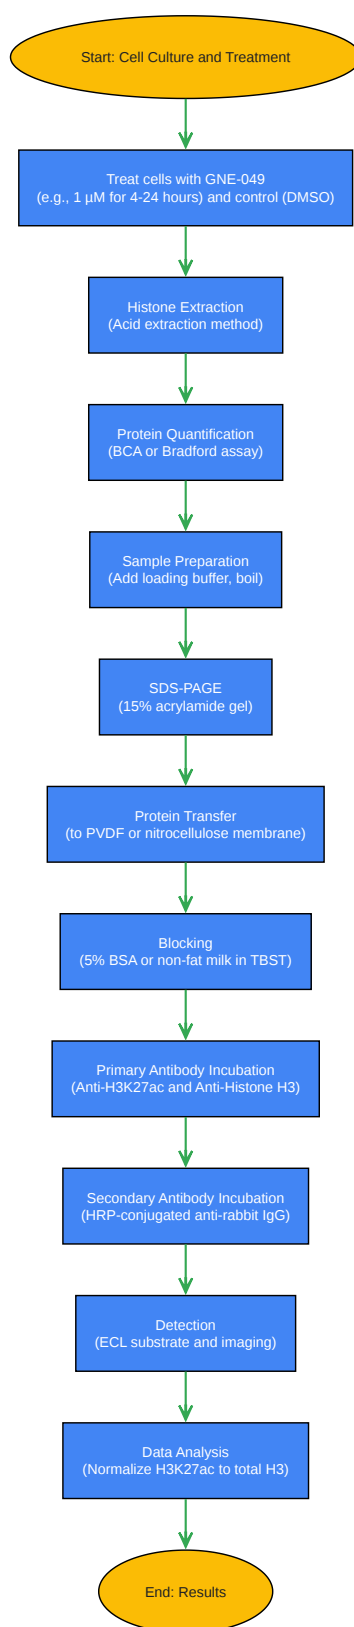 Start: Cell Culture and Treatment
Treat cells with GNE-049
(e.g., 1 µM for 4-24 hours) and control (DMSO)
Histone Extraction
(Acid extraction method)
Protein Quantification
(BCA or Bradford assay)
Sample Preparation
(Add loading buffer, boil)
SDS-PAGE
(15% acrylamide gel)
Protein Transfer
(to PVDF or nitrocellulose membrane)
Blocking
(5% BSA or non-fat milk in TBST)
Primary Antibody Incubation
(Anti-H3K27ac and Anti-Histone H3)
Secondary Antibody Incubation
(HRP-conjugated anti-rabbit IgG)
Detection
(ECL substrate and imaging)
Data Analysis
(Normalize H3K27ac to total H3)
End: Results